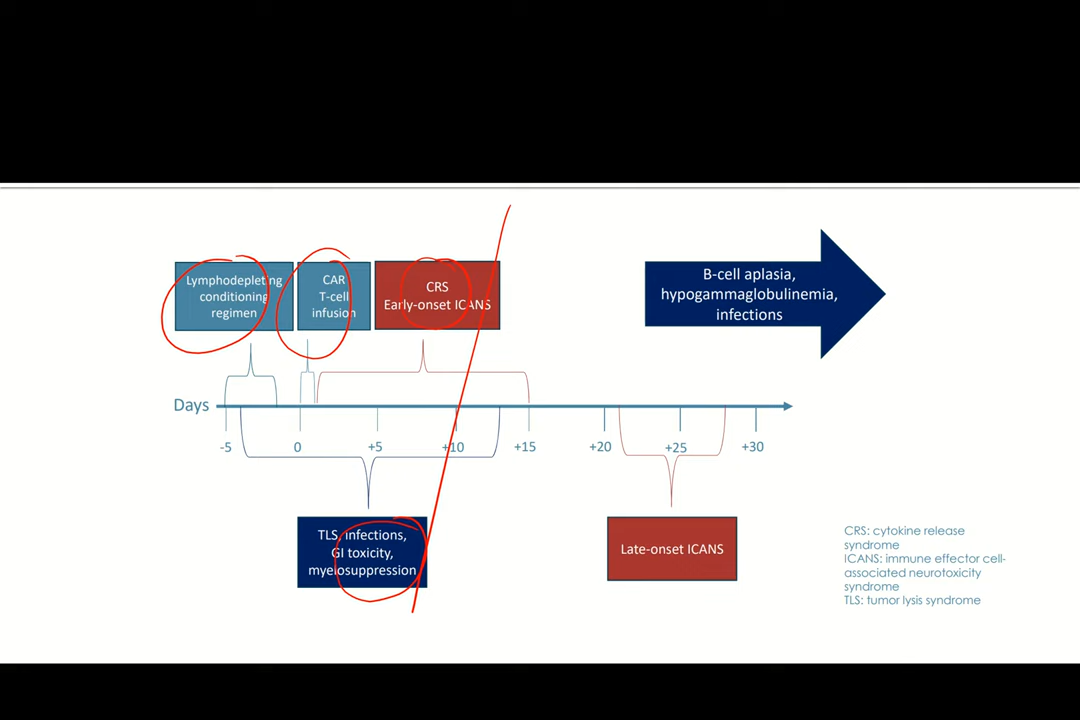 Lymphodepleting
conditioning
regimen
CAR
T-cell
infusion
CRS
Early-onset ICANS
B-cell aplasia,
hypogammaglobulinemia,
infections
Days
-5
0
+5
+10
+15
+20
+25
+30
TLS, infections,
GI toxicity,
myelosuppression
Late-onset ICANS
CRS: cytokine release
syndrome
ICANS: immune effector cell-
associated neurotoxicity
syndrome
TLS: tumor lysis syndrome